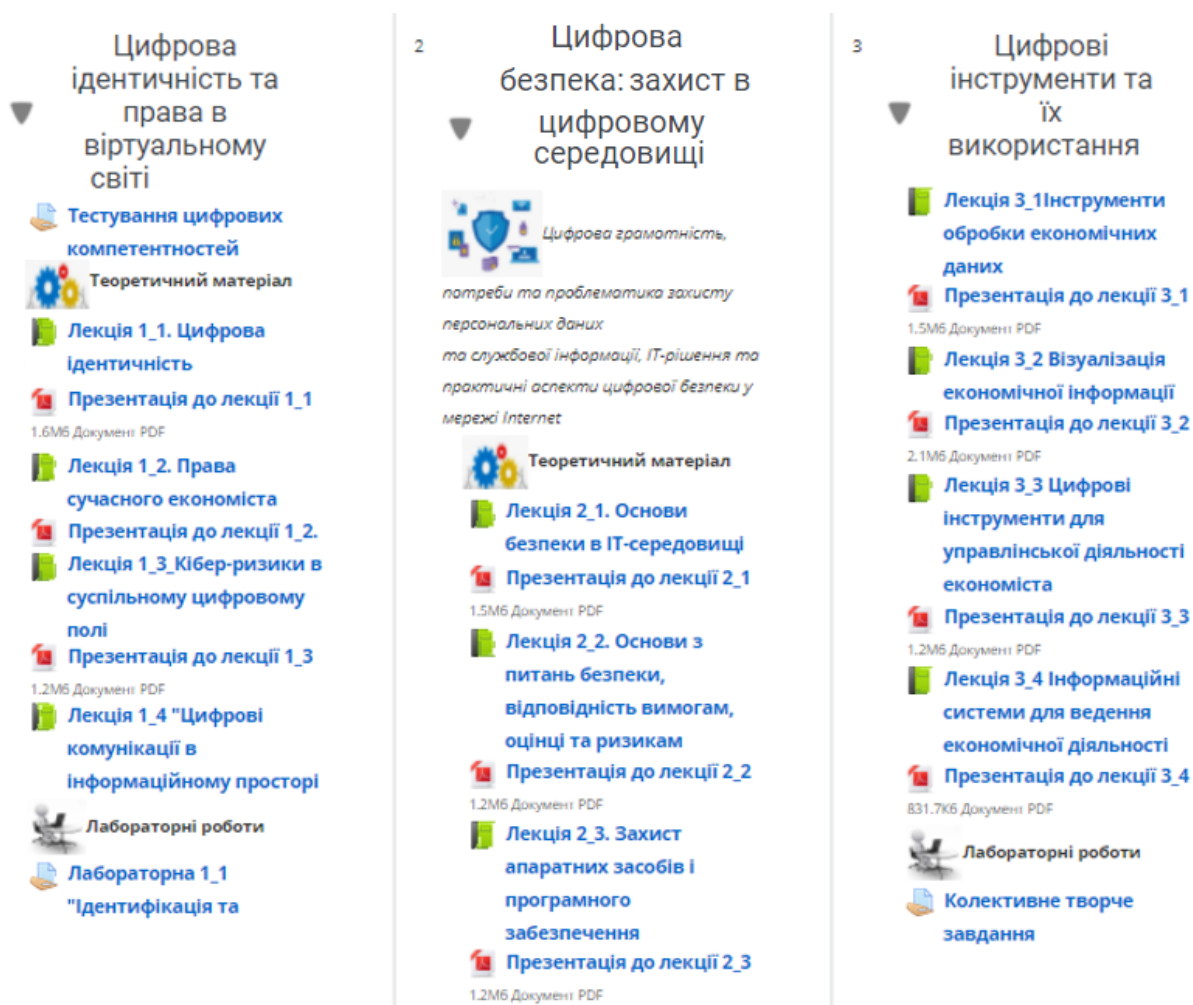 Цифрова
ідентичність та
права в
віртуальному
світі
Тестування цифрових
компетентностей
Теоретичний матеріал
Лекція 1_1. Цифрова
ідентичність
Презентація до лекції 1_1
1.6Мб Документ PDF
Лекція 1_2. Права
сучасного економіста
Презентація до лекції 1_2.
Лекція 1_3_Кібер-ризики в
суспільному цифровому
полі
Презентація до лекції 1_3
1.2Мб Документ PDF
Лекція 1_4 "Цифрові
комунікації в
інформаційному просторі
Лабораторні роботи
Лабораторна 1_1
"Ідентифікація та
2
Цифрова
безпека: захист в
цифровому
середовищі
Цифрова грамотність,
потреби та проблематика захисту
персональних даних
та службової інформації, ІТ-рішення та
практичні аспекти цифрової безпеки у
мережі Internet
Теоретичний матеріал
Лекція 2_1. Основи
безпеки в ІТ-середовищі
Презентація до лекції 2_1
1.5Мб Документ PDF
Лекція 2_2. Основи з
питань безпеки,
відповідність вимогам,
оцінці та ризикам
Презентація до лекції 2_2
1.2Мб Документ PDF
Лекція 2_3. Захист
апаратних засобів і
програмного
забезпечення
Презентація до лекції 2_3
1.2Мб Документ PDF
3
Цифрові
інструменти та
їх
використання
Лекція 3_1Інструменти
обробки економічних
даних
Презентація до лекції 3_1
1.5Мб Документ PDF
Лекція 3_2 Візуалізація
економічної інформації
Презентація до лекції 3_2
2.1Мб Документ PDF
Лекція 3_3 Цифрові
інструменти для
управлінської діяльності
економіста
Презентація до лекції 3_3
1.2Мб Документ PDF
Лекція 3_4 Інформаційні
системи для ведення
економічної діяльності
Презентація до лекції 3_4
831.7Кб Документ PDF
Лабораторні роботи
Колективне творче
завдання